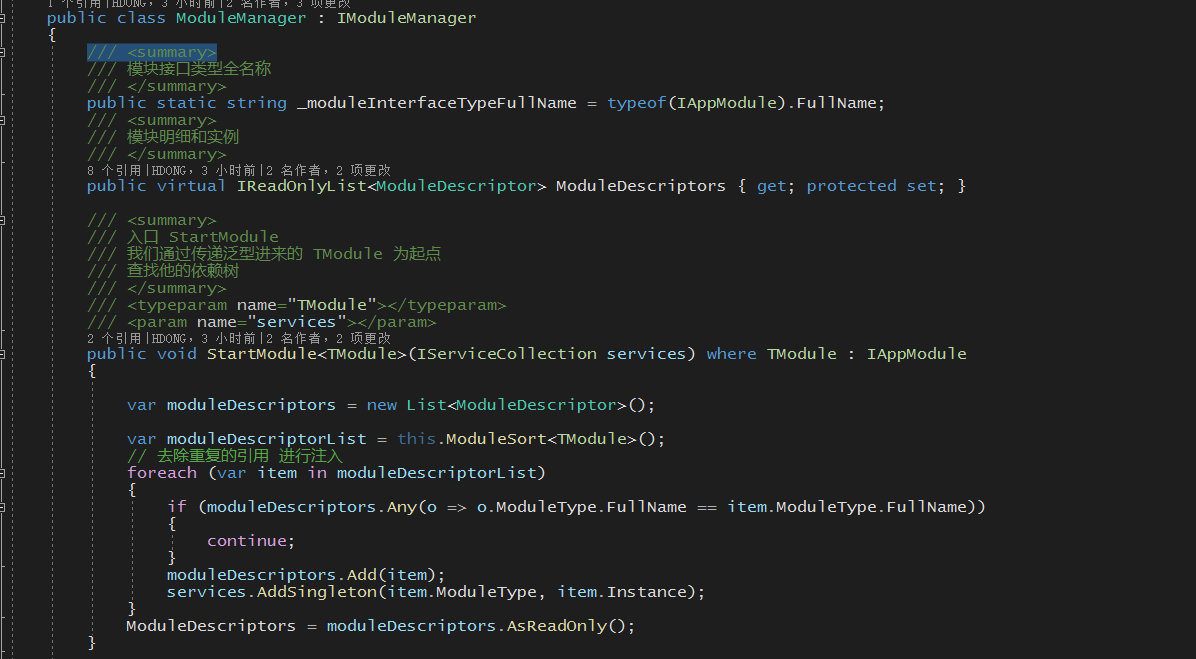 1 个引用|HDONG，3 小时前|2 名作者，3 项更改
public class ModuleManager : IModuleManager
{
/// <summary>
/// 模块接口类型全名称
/// </summary>
public static string _moduleInterfaceTypeFullName = typeof(IAppModule).FullName;
/// <summary>
/// 模块明细和实例
/// </summary>
8 个引用|HDONG，3 小时前|2 名作者，2 项更改
public virtual IReadOnlyList<ModuleDescriptor> ModuleDescriptors { get; protected set; }
/// <summary>
/// 入口 StartModule
/// 我们通过传递泛型进来的 TModule 为起点
/// 查找他的依赖树
/// </summary>
/// <typeparam name="TModule"></typeparam>
/// <param name="services"></param>
2 个引用|HDONG，3 小时前|2 名作者，2 项更改
public void StartModule<TModule>(IServiceCollection services) where TModule : IAppModule
{
var moduleDescriptors = new List<ModuleDescriptor>();
var moduleDescriptorList = this.ModuleSort<TModule>();
// 去除重复的引用 进行注入
foreach (var item in moduleDescriptorList)
{
if (moduleDescriptors.Any(o => o.ModuleType.FullName == item.ModuleType.FullName))
{
continue;
}
moduleDescriptors.Add(item);
services.AddSingleton(item.ModuleType, item.Instance);
}
ModuleDescriptors = moduleDescriptors.AsReadOnly();
}